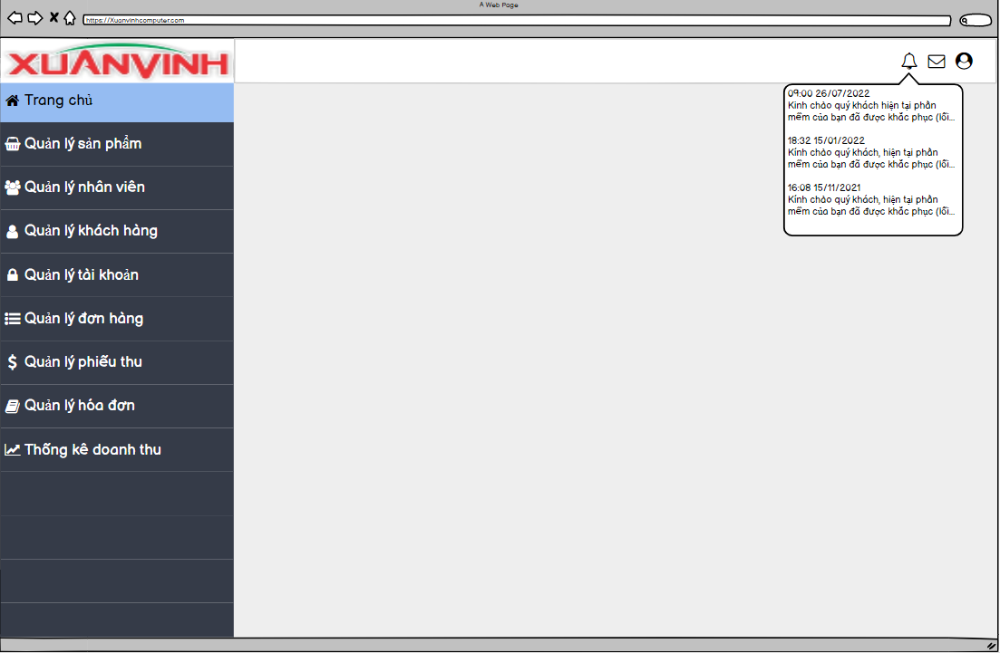 A Web Page
https://Xuanvinhcomputer.com
XUANVINH
Trang chủ
Quản lý sản phẩm
Quản lý nhân viên
Quản lý khách hàng
Quản lý tài khoản
Quản lý đơn hàng
Quản lý phiếu thu
Quản lý hóa đơn
Thống kê doanh thu
09:00 26/07/2022
Kính chào quý khách hiện tại phần
mềm của bạn đã được khắc phục (lỗi...
18:32 15/01/2022
Kính chào quý khách, hiện tại phần
mềm của bạn đã được khắc phục (lỗi...
16:08 15/11/2021
Kính chào quý khách, hiện tại phần
mềm của bạn đã được khắc phục (lỗi...